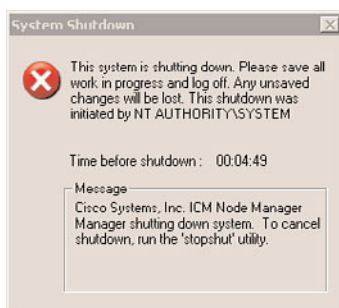 System Shutdown
This system is shutting down. Please save all
work in progress and log off. Any unsaved
changes will be lost. This shutdown was
initiated by NT AUTHORITY\SYSTEM
Time before shutdown : 00:04:49
Message
Cisco Systems, Inc. ICM Node Manager
Manager shutting down system. To cancel
shutdown, run the 'stopshut' utility.